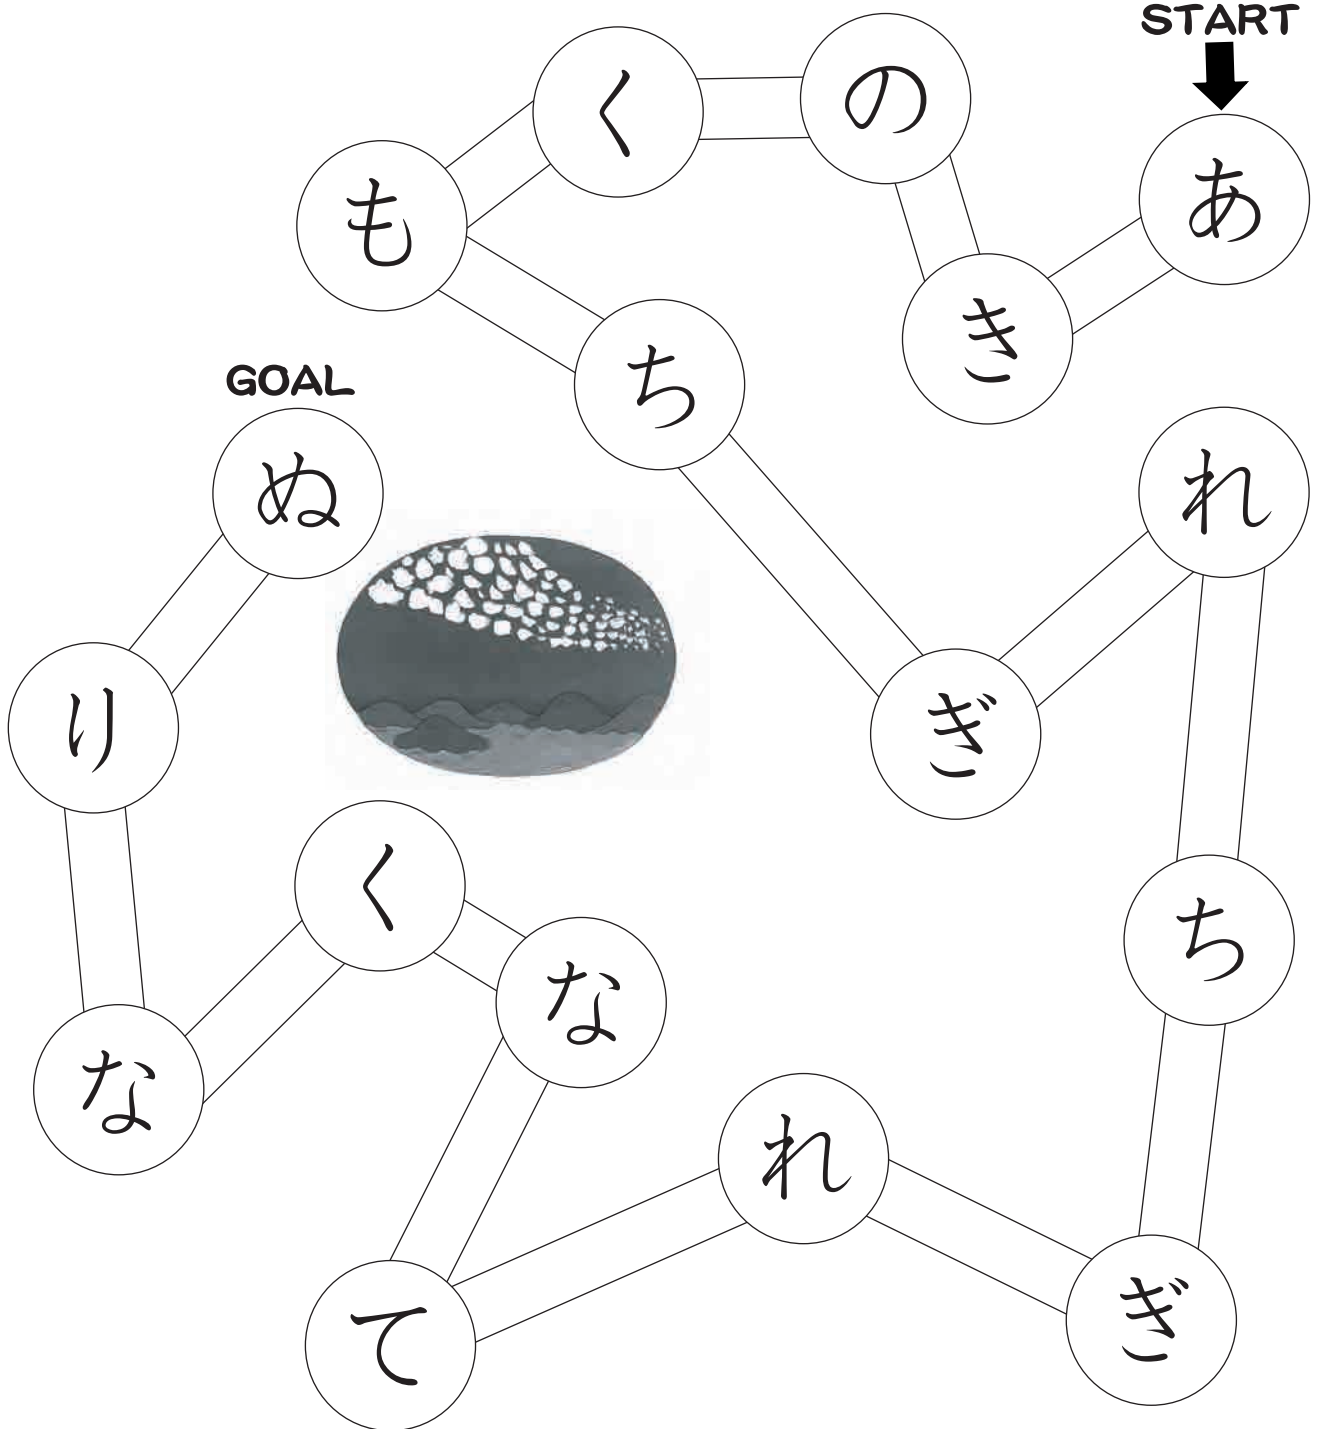 START
あ
き
の
く
も
ち
ぎ
れ
ち
ぎ
れ
て
な
く
な
り
ぬ
GOAL